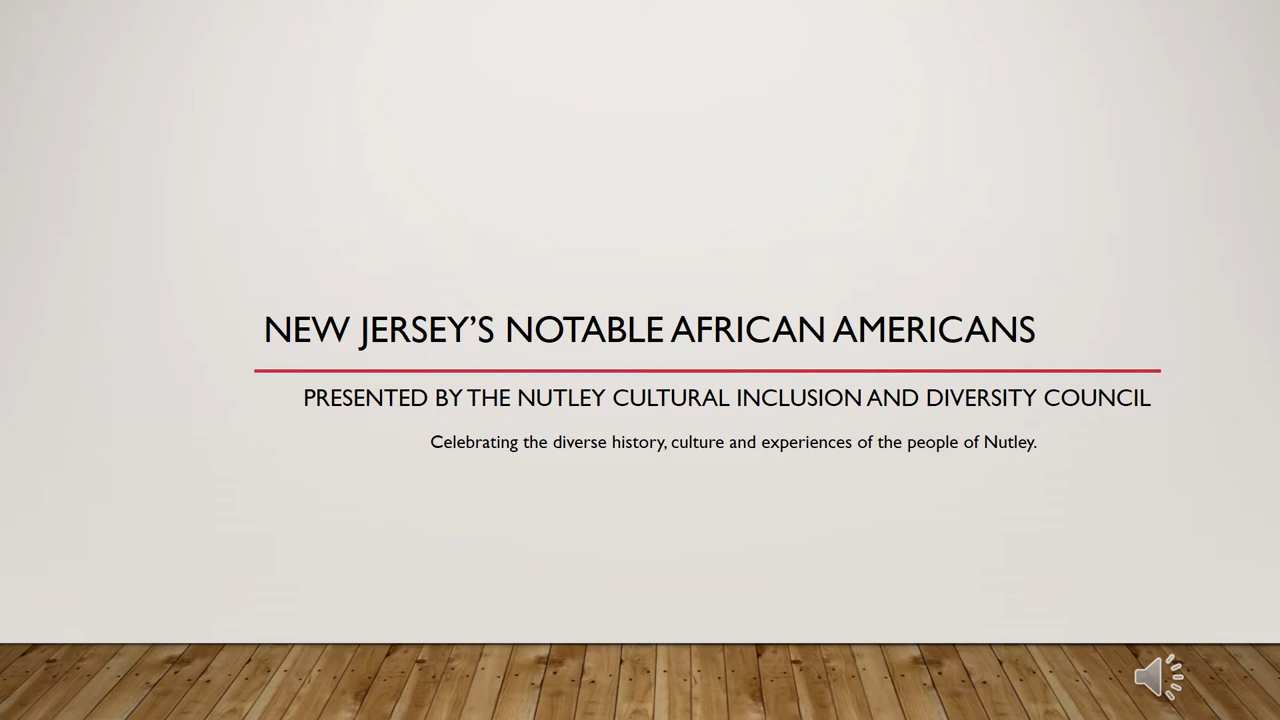 NEW JERSEY’S NOTABLE AFRICAN AMERICANS
PRESENTED BY THE NUTLEY CULTURAL INCLUSION AND DIVERSITY COUNCIL
Celebrating the diverse history, culture and experiences of the people of Nutley.